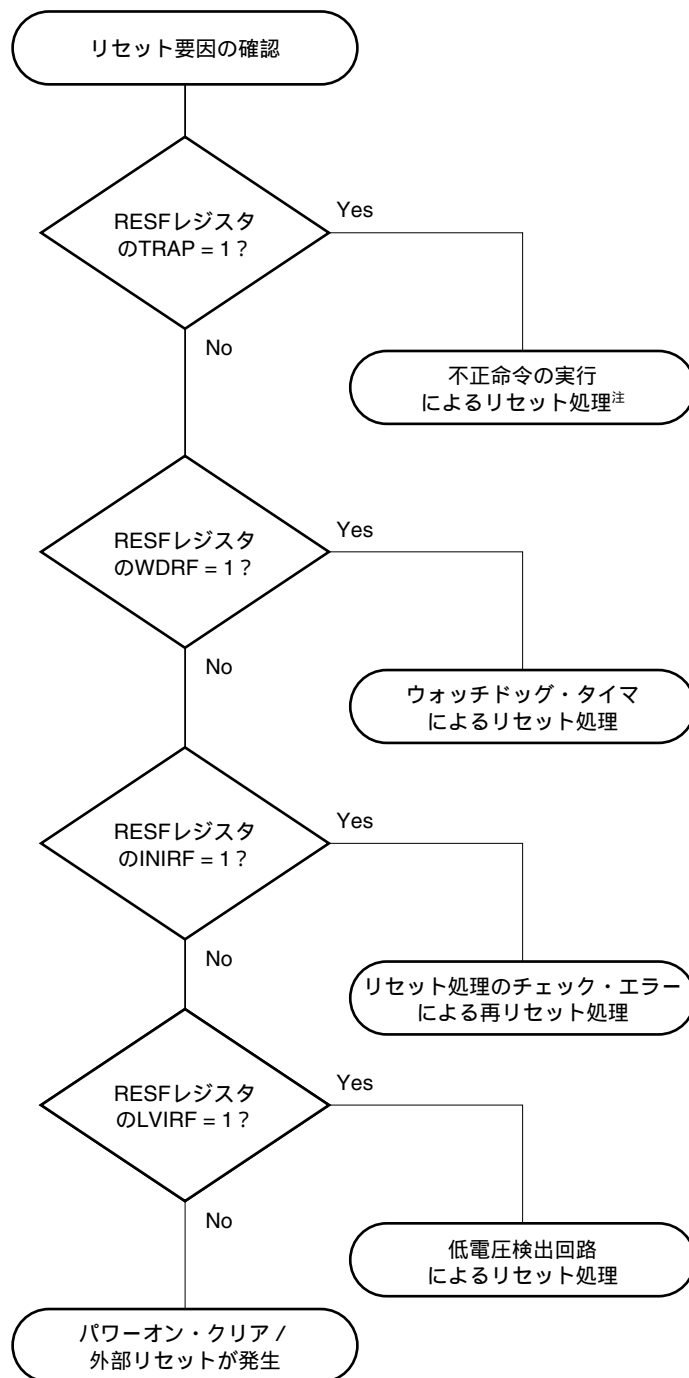 リセット要因の確認
RESFレジスタ
のTRAP = 1？
Yes
No
不正命令の実行
によるリセット処理注
RESFレジスタ
のWDRF = 1？
Yes
No
ウォッチドッグ・タイマ
によるリセット処理
RESFレジスタ
のINIRF = 1？
Yes
No
リセット処理のチェック・エラー
による再リセット処理
RESFレジスタ
のLVIRF = 1？
Yes
No
低電圧検出回路
によるリセット処理
パワーオン・クリア /
外部リセットが発生